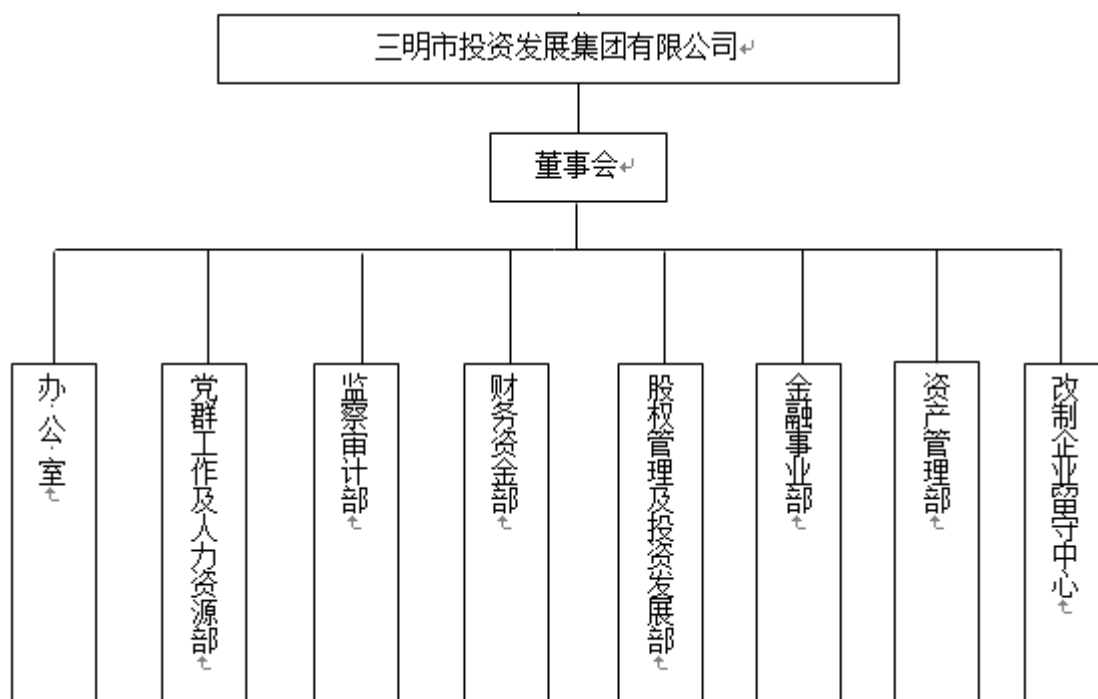 三明市投资发展集团有限公司
董事会
办公室
党群工作及人力资源部
监察审计部
财务资金部
股权管理及投资发展部
金融事业部
资产管理部
改制企业留守中心